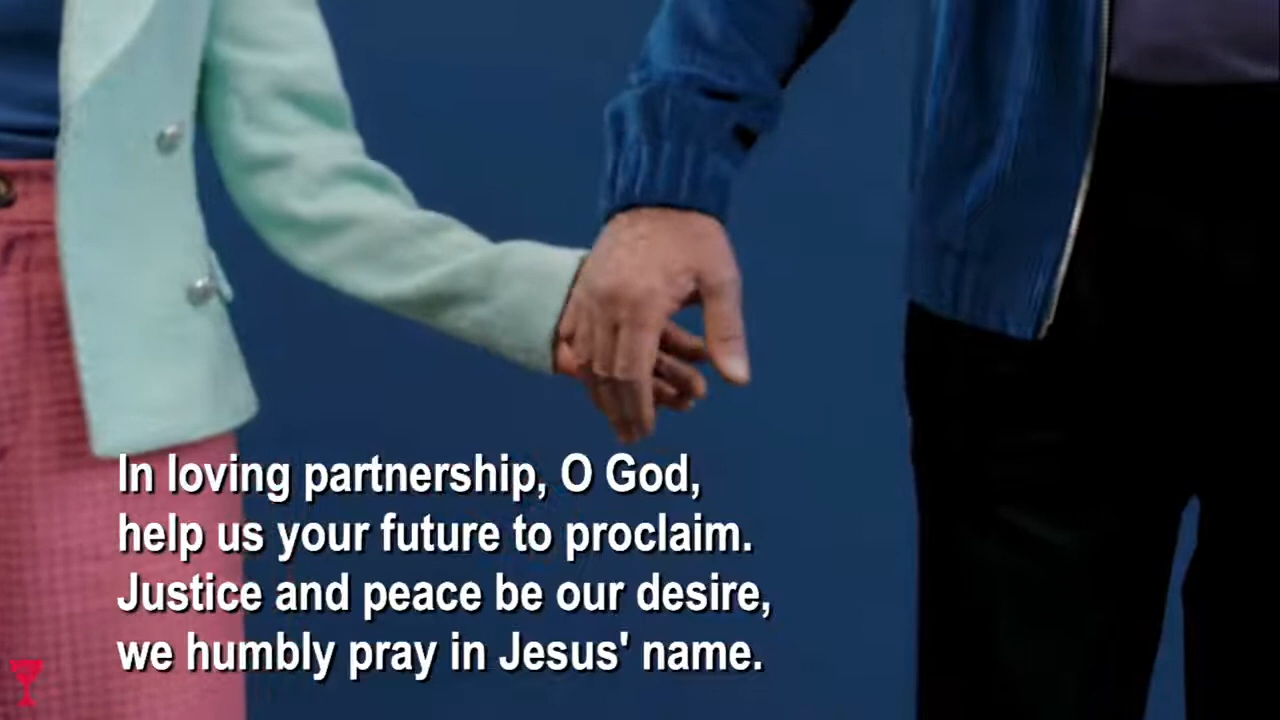 In loving partnership, O God,
help us your future to proclaim.
Justice and peace be our desire,
we humbly pray in Jesus' name.